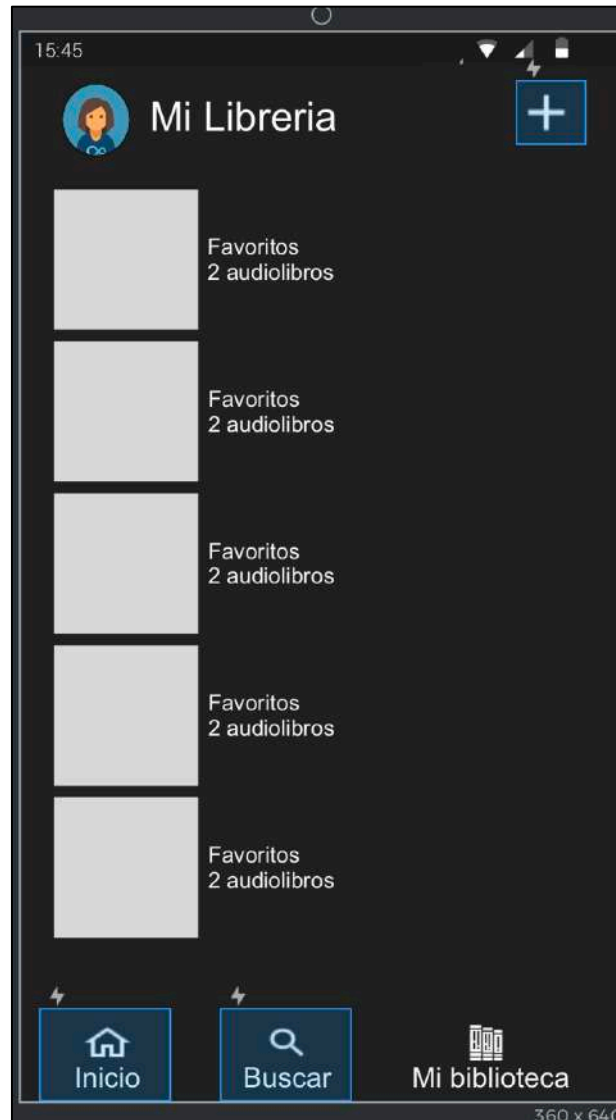 15:45
Mi Libreria
Favoritos
2 audiolibros
Favoritos
2 audiolibros
Favoritos
2 audiolibros
Favoritos
2 audiolibros
Favoritos
2 audiolibros
Inicio
Buscar
Mi biblioteca
360 x 640